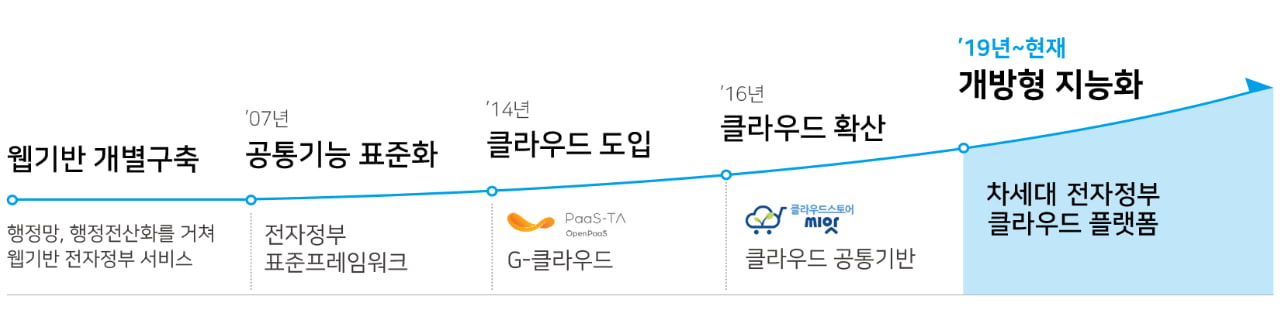 웹기반 개별구축
행정망, 행정전산화를 거쳐
웹기반 전자정부 서비스
'07년
공통기능 표준화
전자정부
표준프레임워크
'14년
클라우드 도입
PaaS-TA
OpenPaaS
G-클라우드
'16년
클라우드 확산
클라우드스토어
씨앗
클라우드 공통기반
'19년~현재
개방형 지능화
차세대 전자정부
클라우드 플랫폼